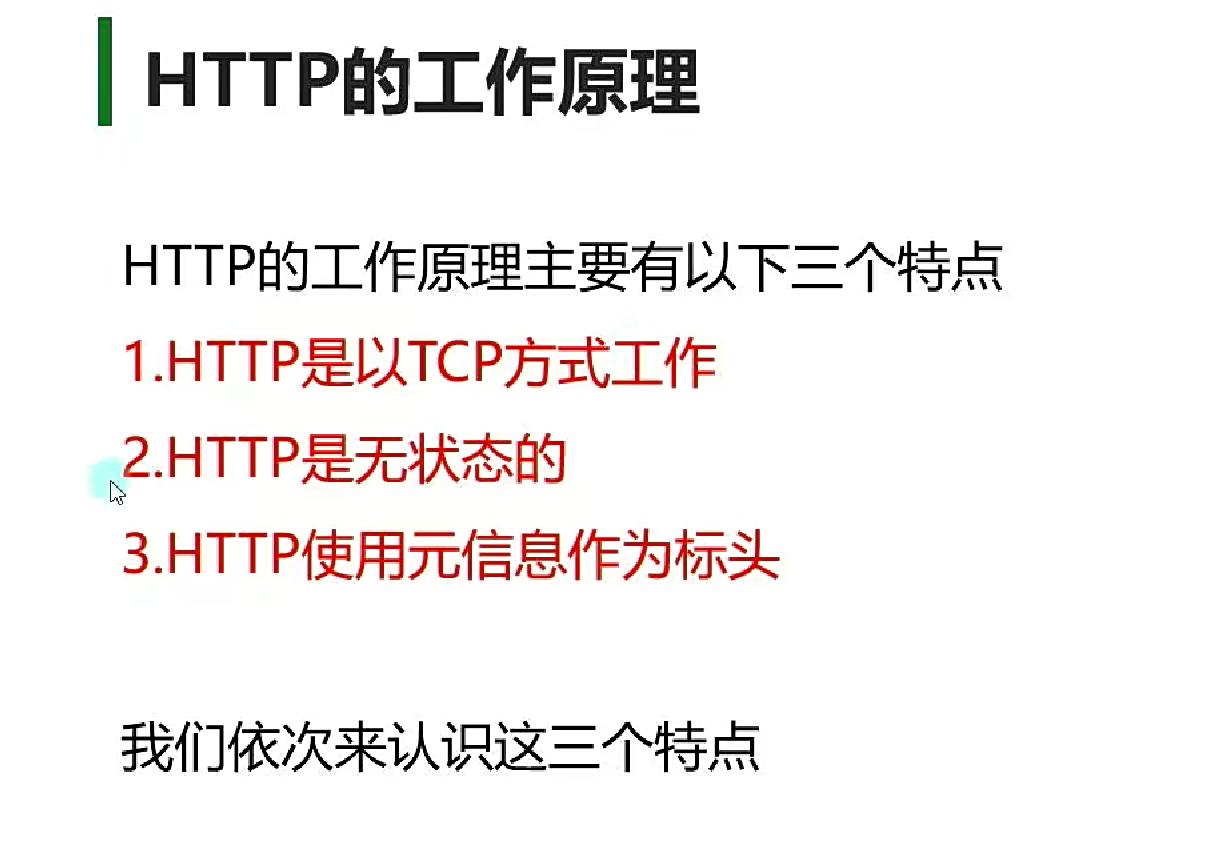 HTTP的工作原理
HTTP的工作原理主要有以下三个特点
1.HTTP是以TCP方式工作
2.HTTP是无状态的
3.HTTP使用元信息作为标头
我们依次来认识这三个特点